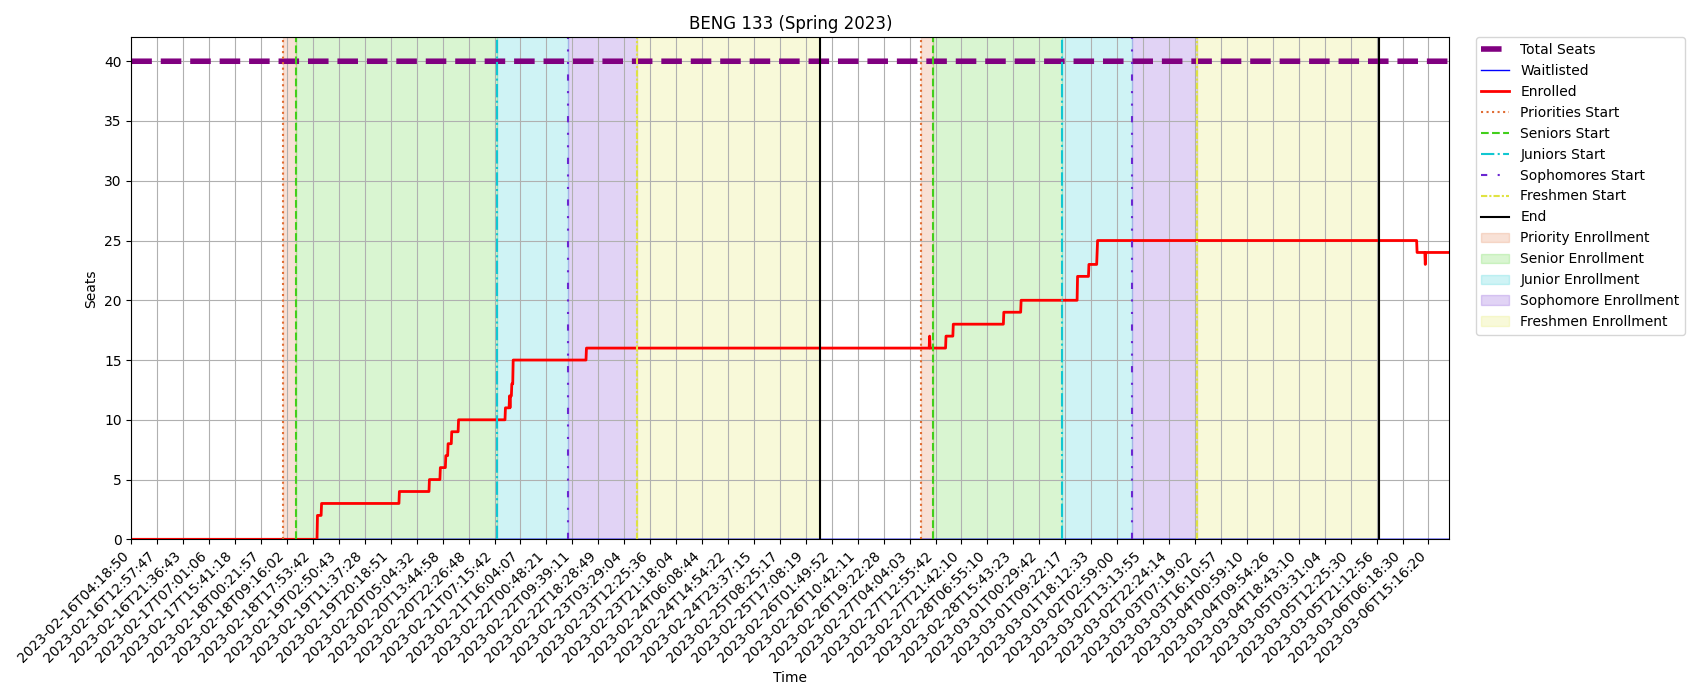 BENG 133 (Spring 2023)
Total Seats
Waitlisted
Enrolled
Priorities Start
Seniors Start
Juniors Start
Sophomores Start
Freshmen Start
End
Priority Enrollment
Senior Enrollment
Junior Enrollment
Sophomore Enrollment
Freshmen Enrollment
Seats
40
35
30
25
20
15
10
5
0
2023-02-16T04:18:50
2023-02-16T12:57:47
2023-02-16T21:36:43
2023-02-17T07:01:06
2023-02-17T15:41:18
2023-02-18T00:21:57
2023-02-18T09:16:02
2023-02-18T17:53:42
2023-02-19T02:50:43
2023-02-19T11:37:28
2023-02-19T20:18:51
2023-02-20T05:04:32
2023-02-20T13:44:58
2023-02-20T22:26:48
2023-02-21T07:15:42
2023-02-21T16:04:07
2023-02-22T00:48:21
2023-02-22T09:39:11
2023-02-22T18:28:49
2023-02-23T03:29:04
2023-02-23T12:25:36
2023-02-23T21:18:04
2023-02-24T06:08:44
2023-02-24T14:54:22
2023-02-24T23:37:15
2023-02-25T08:25:17
2023-02-25T17:08:19
2023-02-26T01:49:52
2023-02-26T10:42:11
2023-02-26T19:22:28
2023-02-27T04:04:03
2023-02-27T12:55:42
2023-02-27T21:42:10
2023-02-28T06:55:10
2023-02-28T15:43:23
2023-03-01T00:29:42
2023-03-01T09:22:17
2023-03-01T18:12:33
2023-03-02T02:59:00
2023-03-02T13:13:55
2023-03-02T22:24:14
2023-03-03T07:19:02
2023-03-03T16:10:57
2023-03-04T00:59:10
2023-03-04T09:54:26
2023-03-04T18:43:10
2023-03-05T03:31:04
2023-03-05T12:25:30
2023-03-05T21:12:56
2023-03-06T06:18:30
2023-03-06T15:16:20
Time